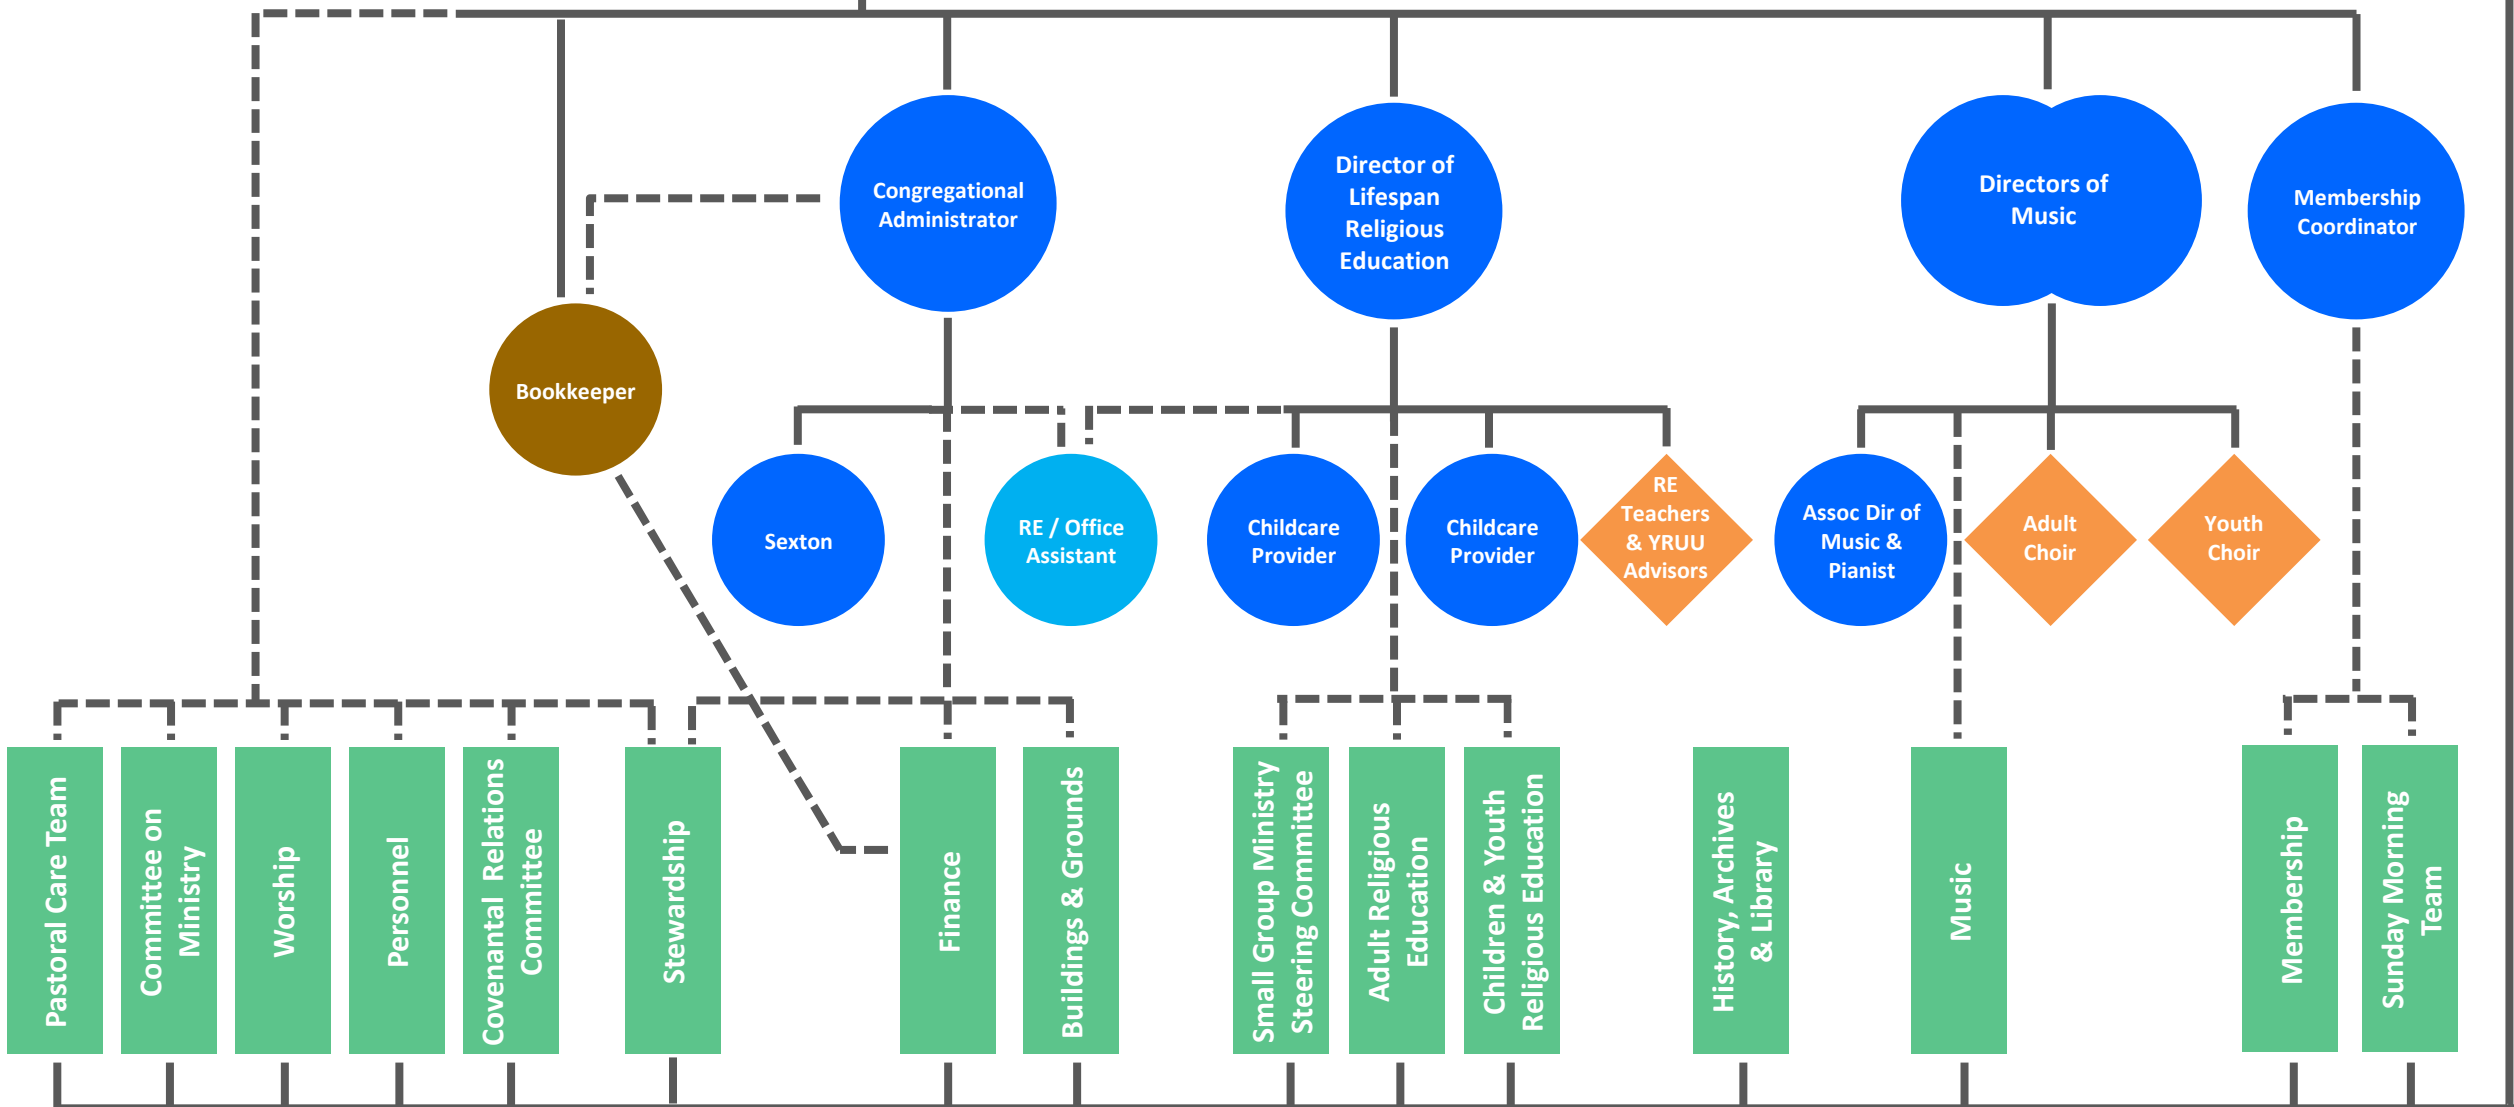 Congregational
Administrator
Director of
Lifespan
Religious
Education
Directors of
Music
Membership
Coordinator
Bookkeeper
Sexton
RE / Office
Assistant
Childcare
Provider
Childcare
Provider
RE
Teachers
& YRUU
Advisors
Assoc Dir of
Music &
Pianist
Adult
Choir
Youth
Choir
Pastoral Care Team
Committee on
Ministry
Worship
Personnel
Covenantal Relations
Committee
Stewardship
Finance
Buildings & Grounds
Small Group Ministry
Steering Committee
Adult Religious
Education
Children & Youth
Religious Education
History, Archives
& Library
Music
Membership
Sunday Morning
Team